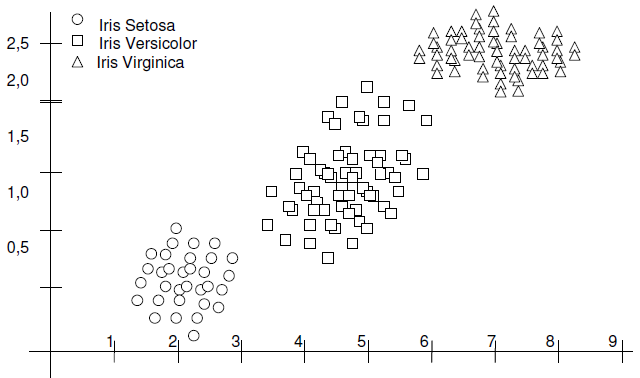 Iris Setosa
2,5 Iris Versicolor
Iris Virginica
2,0
1,5
1,0
0,5
1 2 3 4 5 6 7 8 9